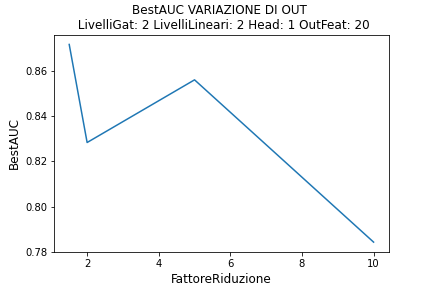 BestAUC VARIAZIONE DI OUT
LivelliGat: 2 LivelliLineari: 2 Head: 1 OutFeat: 20
BestAUC
0.86
0.84
0.82
0.80
0.78
2 4 6 8 10
FattoreRiduzione